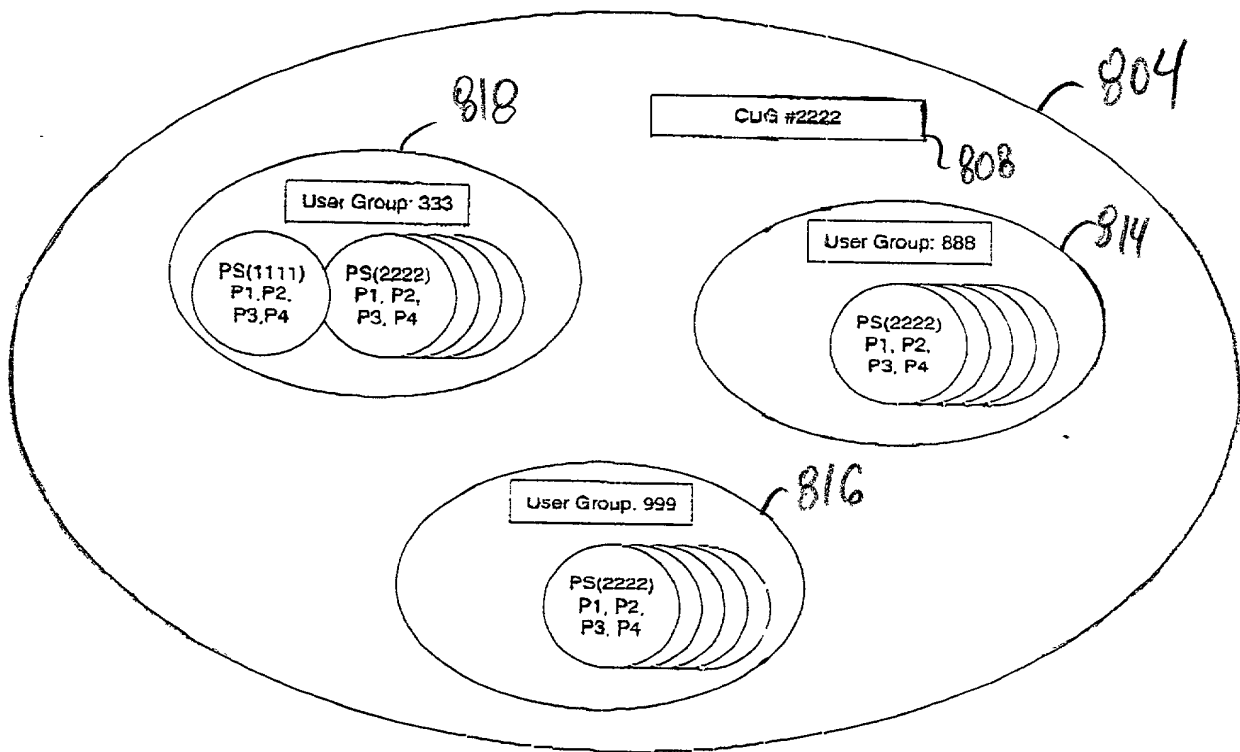 804
818
CUG #2222
808
User Group: 333
814
User Group: 888
PS(1111)
P1,P2,
P3,P4
PS(2222)
P1, P2,
P3, P4
PS(2222)
P1, P2,
P3, P4
816
User Group. 999
PS(2222)
P1, P2,
P3, P4